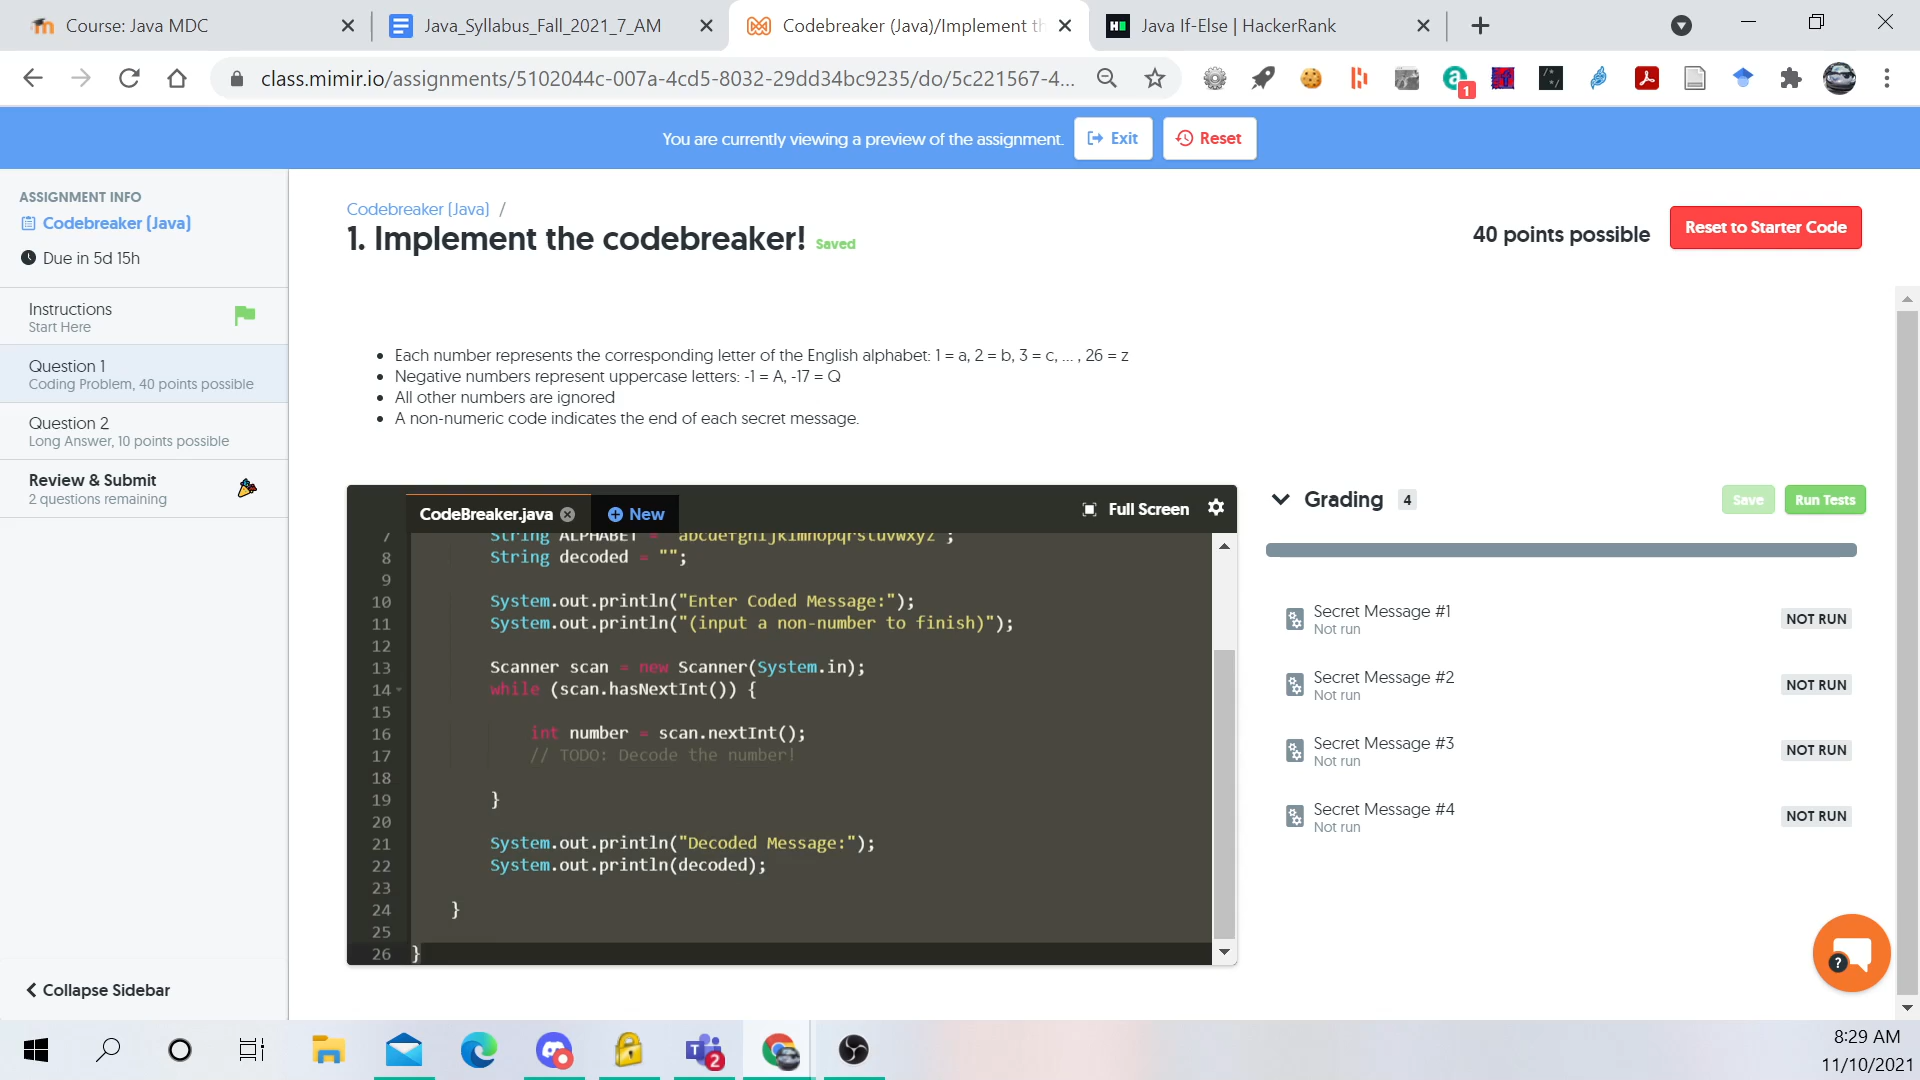 Course: Java MDC
Java_Syllabus_Fall_2021_7_AM
Codebreaker (Java)/Implement th
Java If-Else | HackerRank
class.mimir.io/assignments/5102044c-007a-4cd5-8032-29dd34bc9235/do/5c221567-4...
1
You are currently viewing a preview of the assignment.
Exit
Reset
ASSIGNMENT INFO
Codebreaker (Java)
Due in 5d 15h
Instructions
Start Here
Question 1
Coding Problem, 40 points possible
Question 2
Long Answer, 10 points possible
Review & Submit
2 questions remaining
Collapse Sidebar
Codebreaker (Java) /
1. Implement the codebreaker! Saved
40 points possible
Reset to Starter Code
• Each number represents the corresponding letter of the English alphabet: 1 = a, 2 = b, 3 = c, ... , 26 = z
• Negative numbers represent uppercase letters: -1 = A, -17 = Q
• All other numbers are ignored
• A non-numeric code indicates the end of each secret message.
CodeBreaker.java
New
Full Screen
7 String ALPHABET = "abcdefghijklmnopqrstuvwxyz";
8 String decoded = "";
9
10 System.out.println("Enter Coded Message:");
11 System.out.println("(input a non-number to finish)");
12
13 Scanner scan = new Scanner(System.in);
14 while (scan.hasNextInt()) {
15
16 int number = scan.nextInt();
17 // TODO: Decode the number!
18
19 }
20
21 System.out.println("Decoded Message:");
22 System.out.println(decoded);
23
24 }
25
26 }
Grading 4
Save
Run Tests
Secret Message #1
Not run
NOT RUN
Secret Message #2
Not run
NOT RUN
Secret Message #3
Not run
NOT RUN
Secret Message #4
Not run
NOT RUN
2
8:29 AM
11/10/2021